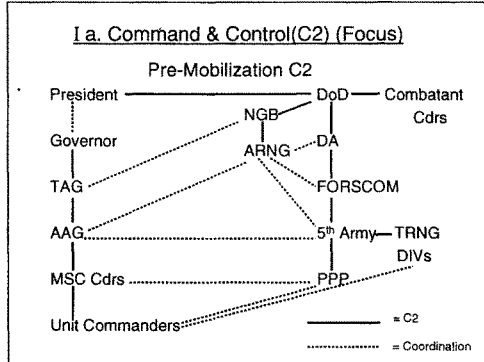 I a. Command & Control(C2) (Focus)
Pre-Mobilization C2
President DoD Combatant
Cdrs
NGB
Governor DA
ARNG
TAG FORSCOM
AAG 5th Army TRNG
DIVs
MSC Cdrs PPP
Unit Commanders
= C2
= Coordination